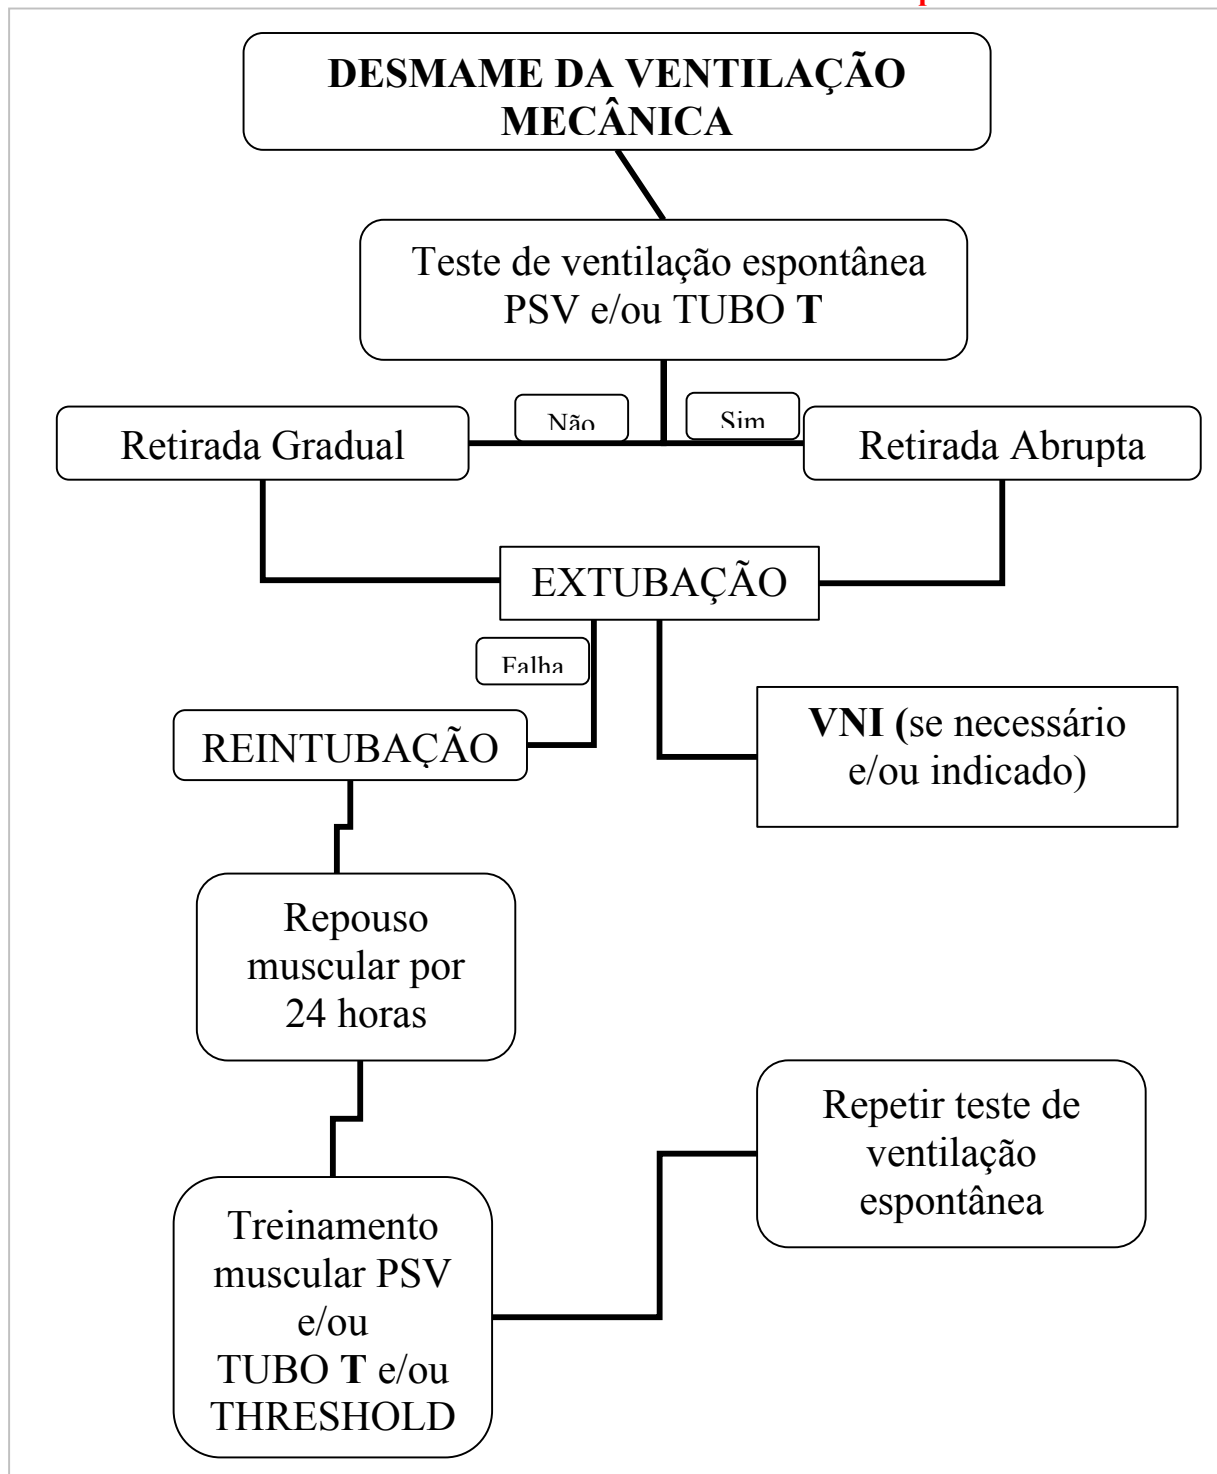 DESMAME DA VENTILAÇÃO
MECÂNICA
Teste de ventilação espontânea
PSV e/ou TUBO T
Não
Sim
Retirada Gradual
Retirada Abrupta
EXTUBAÇÃO
Falha
VNI (se necessário
e/ou indicado)
REINTUBAÇÃO
Repouso
muscular por
24 horas
Repetir teste de
ventilação
espontânea
Treinamento
muscular PSV
e/ou
TUBO T e/ou
THRESHOLD